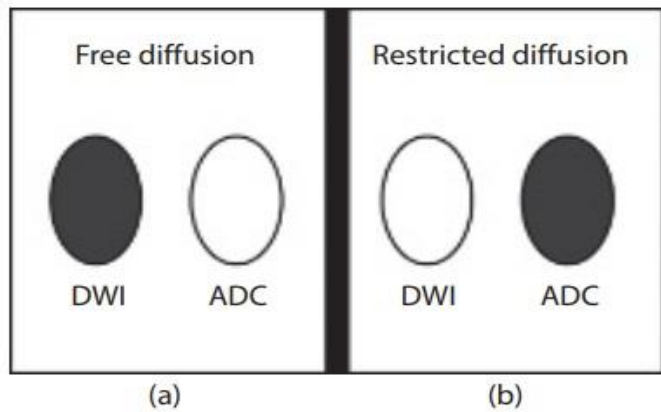 Free diffusion
DWI ADC
(a)
Restricted diffusion
DWI ADC
(b)